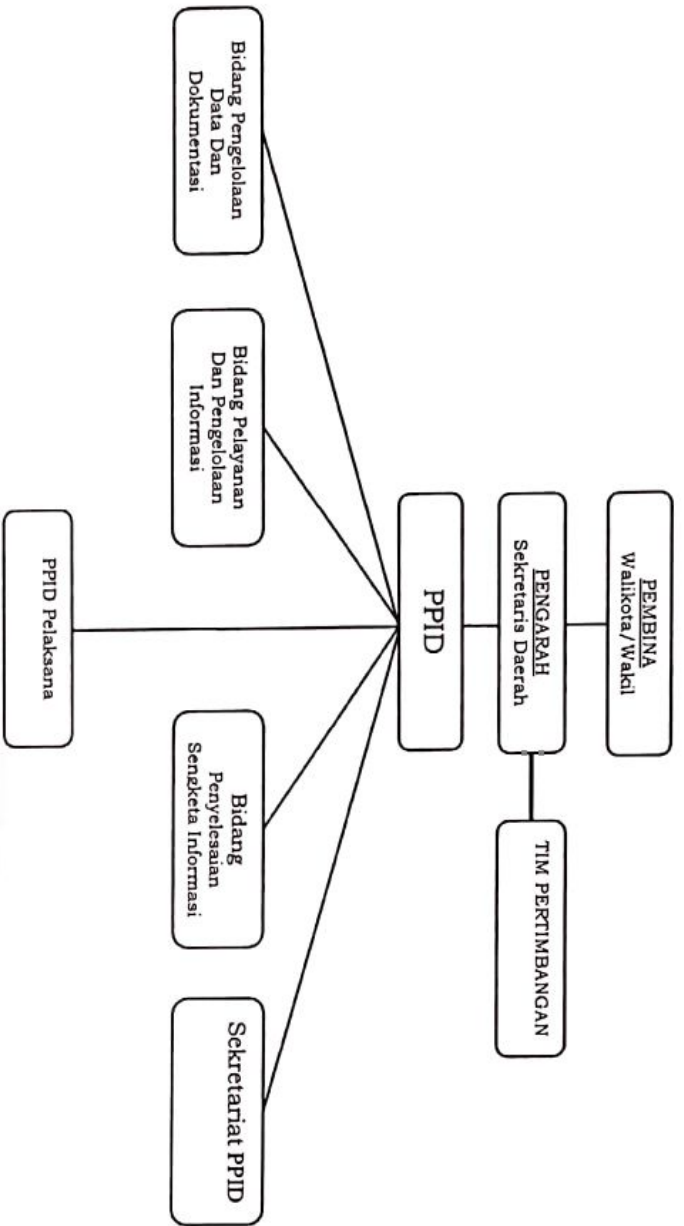 PEMBINA
Walikota/Wakil
PENGARAH
Sekretaris Daerah
TIM PERTIMBANGAN
PPID
Bidang Pengelolaan
Data Dan
Dokumentasi
Bidang Pelayanan
Dan Pengelolaan
Informasi
Bidang
Penyelesaian
Sengketa Informasi
Sekretariat PPID
PPID Pelaksana